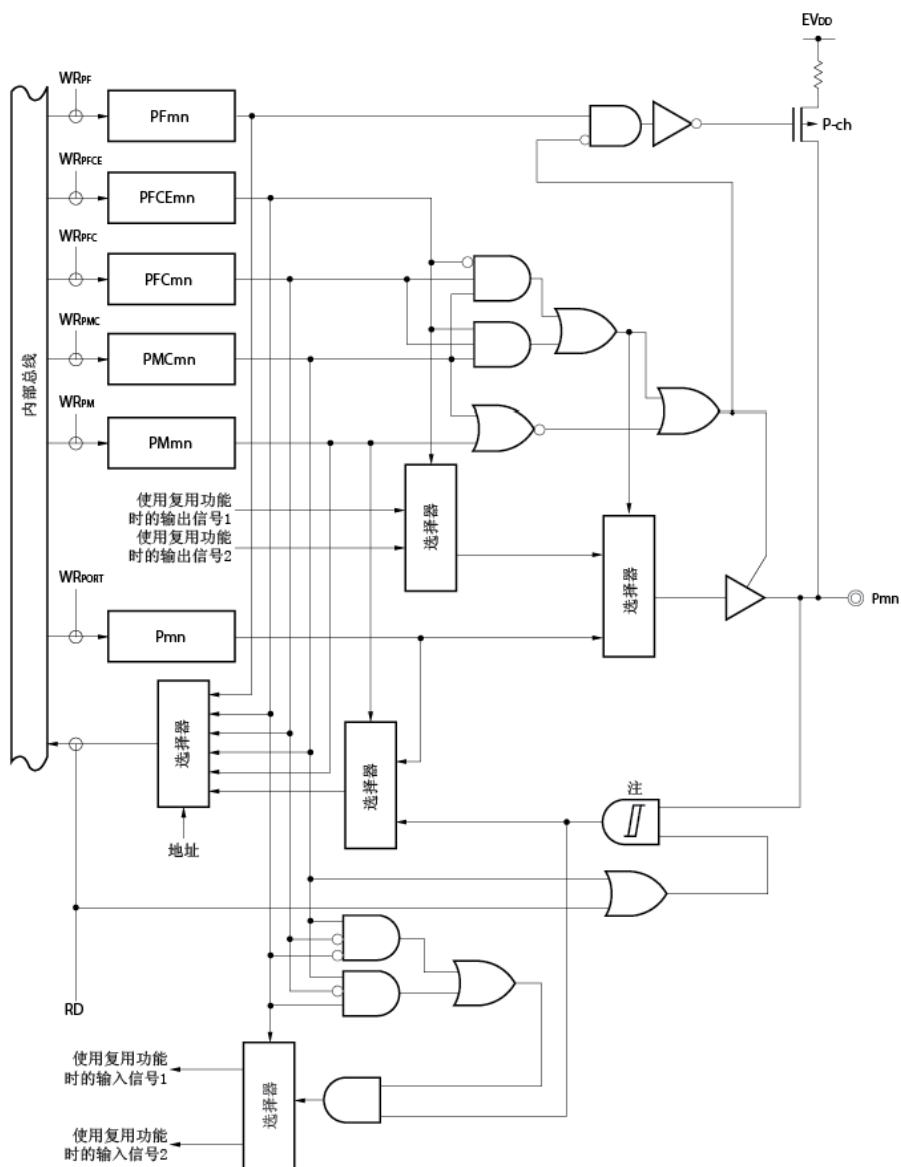 EVDD
WRPF
PFmn
P-ch
WRPFCE
PFCEmn
WRPFC
PFCmn
WRPMC
PMCmn
内部总线
WRPM
PMmn
使用复用功能
时的输出信号1
使用复用功能
时的输出信号2
选择器
选择器
WRPORT
Pmn
Pmn
选择器
选择器
注
地址
RD
使用复用功能
时的输入信号1
选择器
使用复用功能
时的输入信号2